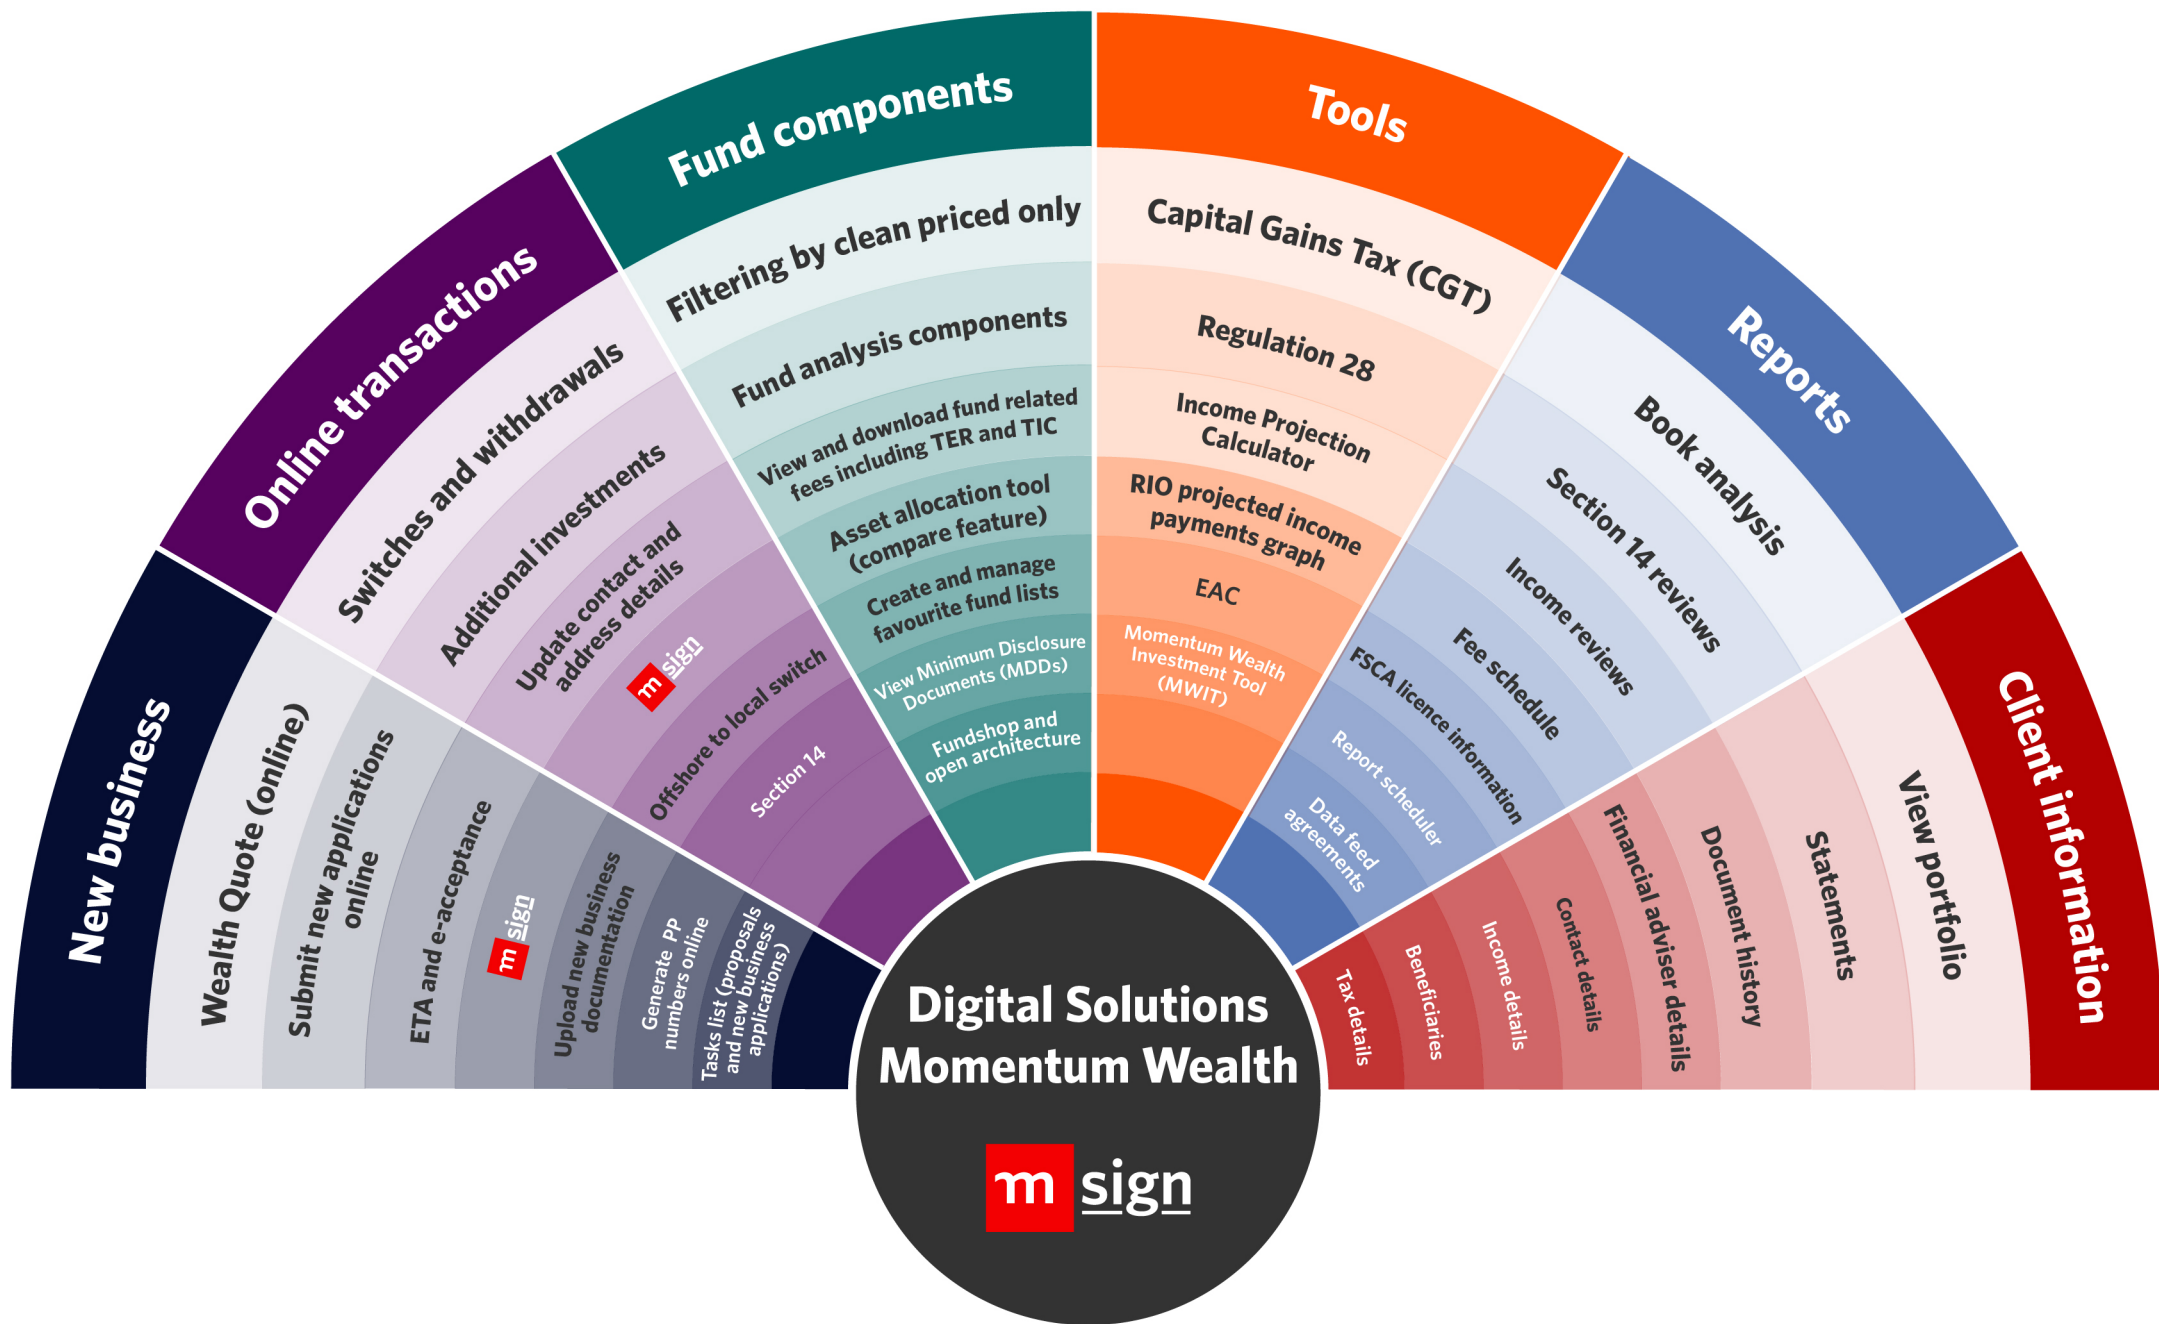 New business
Wealth Quote (online)
Submit new applications
online
ETA and e-acceptance
m sign
Upload new business
documentation
Generate PP
numbers online
Tasks list (proposals
and new business
applications)
Online transactions
Switches and withdrawals
Additional investments
Update contact and
address details
m sign
Offshore to local switch
Section 14
Fund components
Filtering by clean priced only
Fund analysis components
View and download fund related
fees including TER and TIC
Asset allocation tool
(compare feature)
Create and manage
favourite fund lists
View Minimum Disclosure
Documents (MDDs)
Fundshop and
open architecture
Tools
Capital Gains Tax (CGT)
Regulation 28
Income Projection
Calculator
RIO projected income
payments graph
EAC
Momentum Wealth
Investment Tool
(MWIT)
Reports
Book analysis
Section 14 reviews
Income reviews
Fee schedule
FSCA licence information
Report scheduler
Data feed
agreements
Client information
View portfolio
Statements
Document history
Financial adviser details
Contact details
Income details
Beneficiaries
Tax details
Digital Solutions
Momentum Wealth
m sign